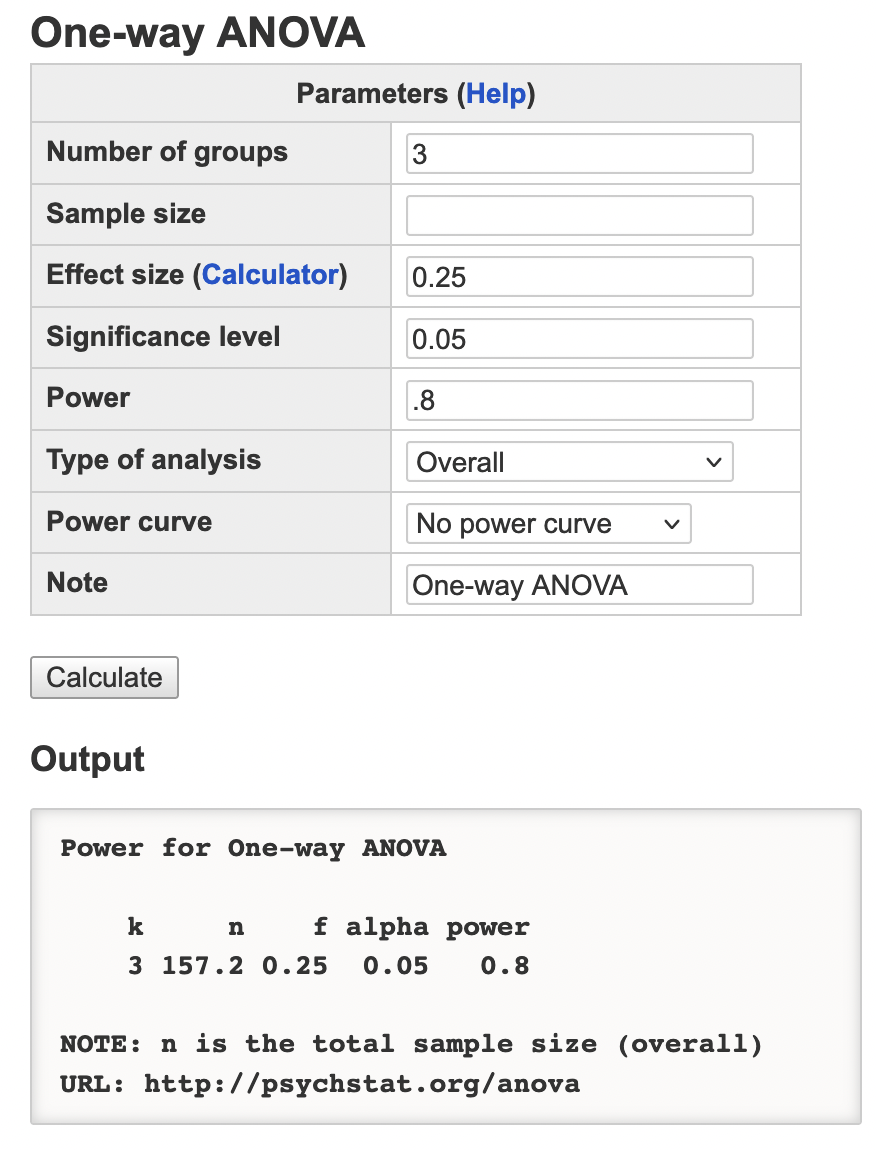 One-way ANOVA
Parameters (Help)
Number of groups 3
Sample size
Effect size (Calculator) 0.25
Significance level 0.05
Power .8
Type of analysis Overall
Power curve No power curve
Note One-way ANOVA
Calculate
Output
Power for One-way ANOVA
k n f alpha power
3 157.2 0.25 0.05 0.8
NOTE: n is the total sample size (overall)
URL: http://psychstat.org/anova